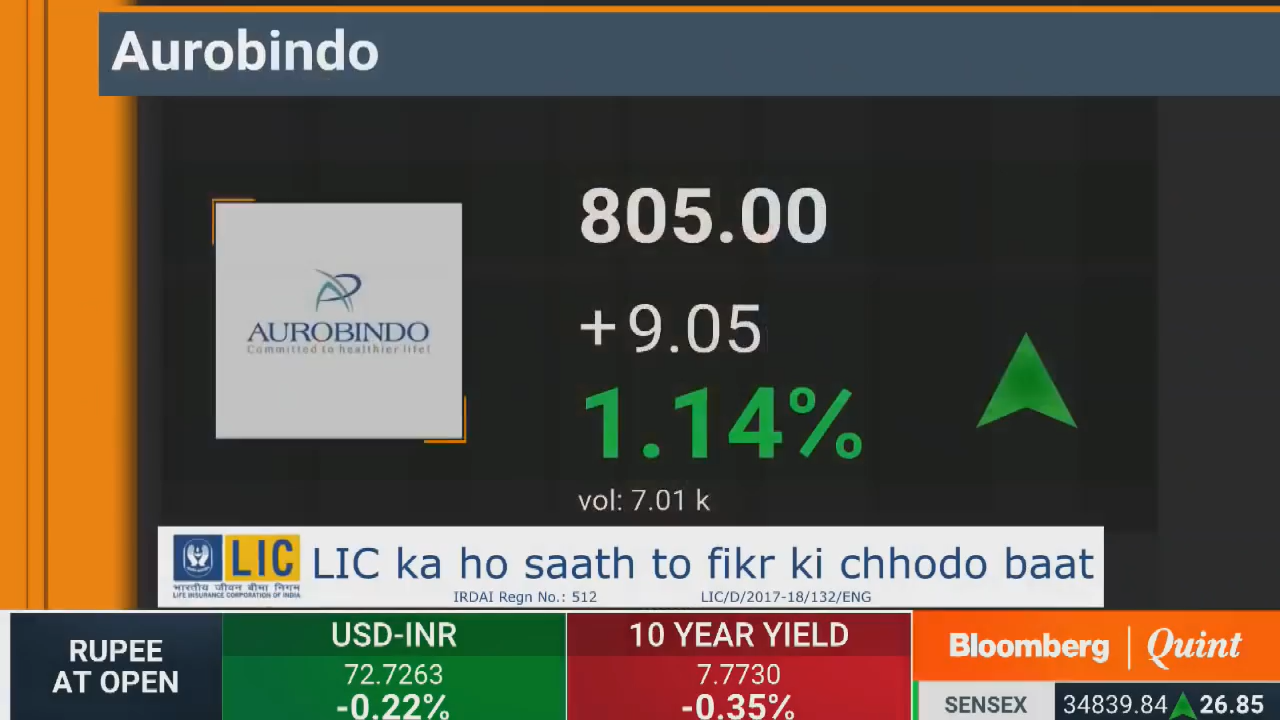 Aurobindo
805.00
+9.05
1.14%
vol: 7.01 k
AUROBINDO
Committed to healthier life!
LIC
भारतीय जीवन बीमा निगम
LIFE INSURANCE CORPORATION OF INDIA
LIC ka ho saath to fikr ki chhodo baat
IRDAI Regn No.: 512 LIC/D/2017-18/132/ENG
RUPEE
AT OPEN
USD-INR
72.7263
-0.22%
10 YEAR YIELD
7.7730
-0.35%
Bloomberg | Quint
SENSEX 34839.84 26.85